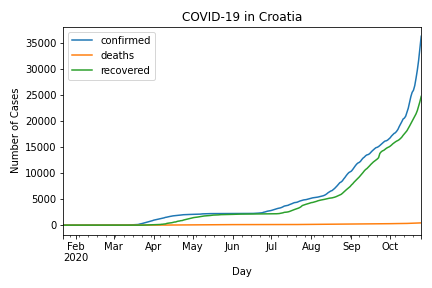 COVID-19 in Croatia
confirmed
deaths
recovered
Number of Cases
35000
30000
25000
20000
15000
10000
5000
0
Feb Mar Apr May Jun Jul Aug Sep Oct
2020
Day